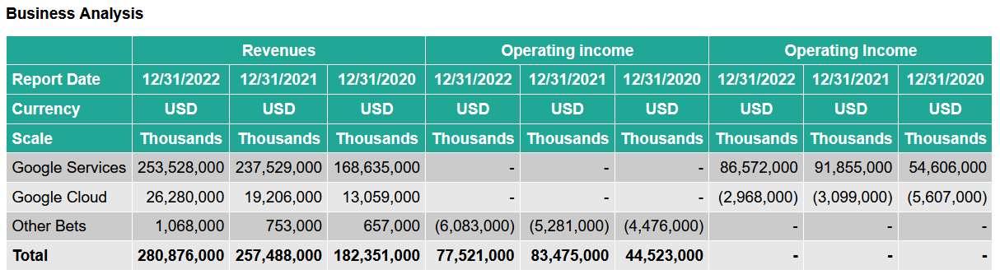 Business Analysis
Revenues Operating income Operating Income
Report Date 12/31/2022 12/31/2021 12/31/2020 12/31/2022 12/31/2021 12/31/2020 12/31/2022 12/31/2021 12/31/2020
Currency USD USD USD USD USD USD USD USD USD
Scale Thousands Thousands Thousands Thousands Thousands Thousands Thousands Thousands Thousands
Google Services 253,528,000 237,529,000 168,635,000 - - - 86,572,000 91,855,000 54,606,000
Google Cloud 26,280,000 19,206,000 13,059,000 - - - (2,968,000) (3,099,000) (5,607,000)
Other Bets 1,068,000 753,000 657,000 (6,083,000) (5,281,000) (4,476,000) - - -
Total 280,876,000 257,488,000 182,351,000 77,521,000 83,475,000 44,523,000 - - -